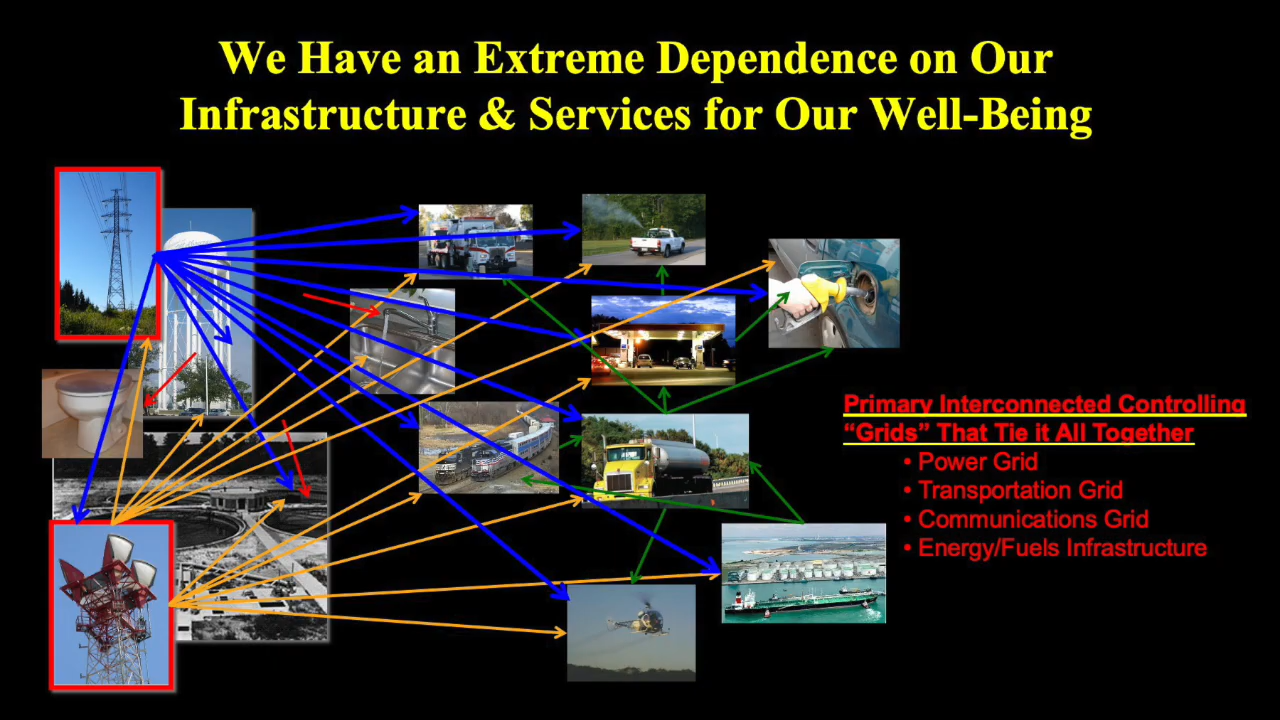 We Have an Extreme Dependence on Our
Infrastructure & Services for Our Well-Being
Primary Interconnected Controlling
“Grids” That Tie it All Together
• Power Grid
• Transportation Grid
• Communications Grid
• Energy/Fuels Infrastructure